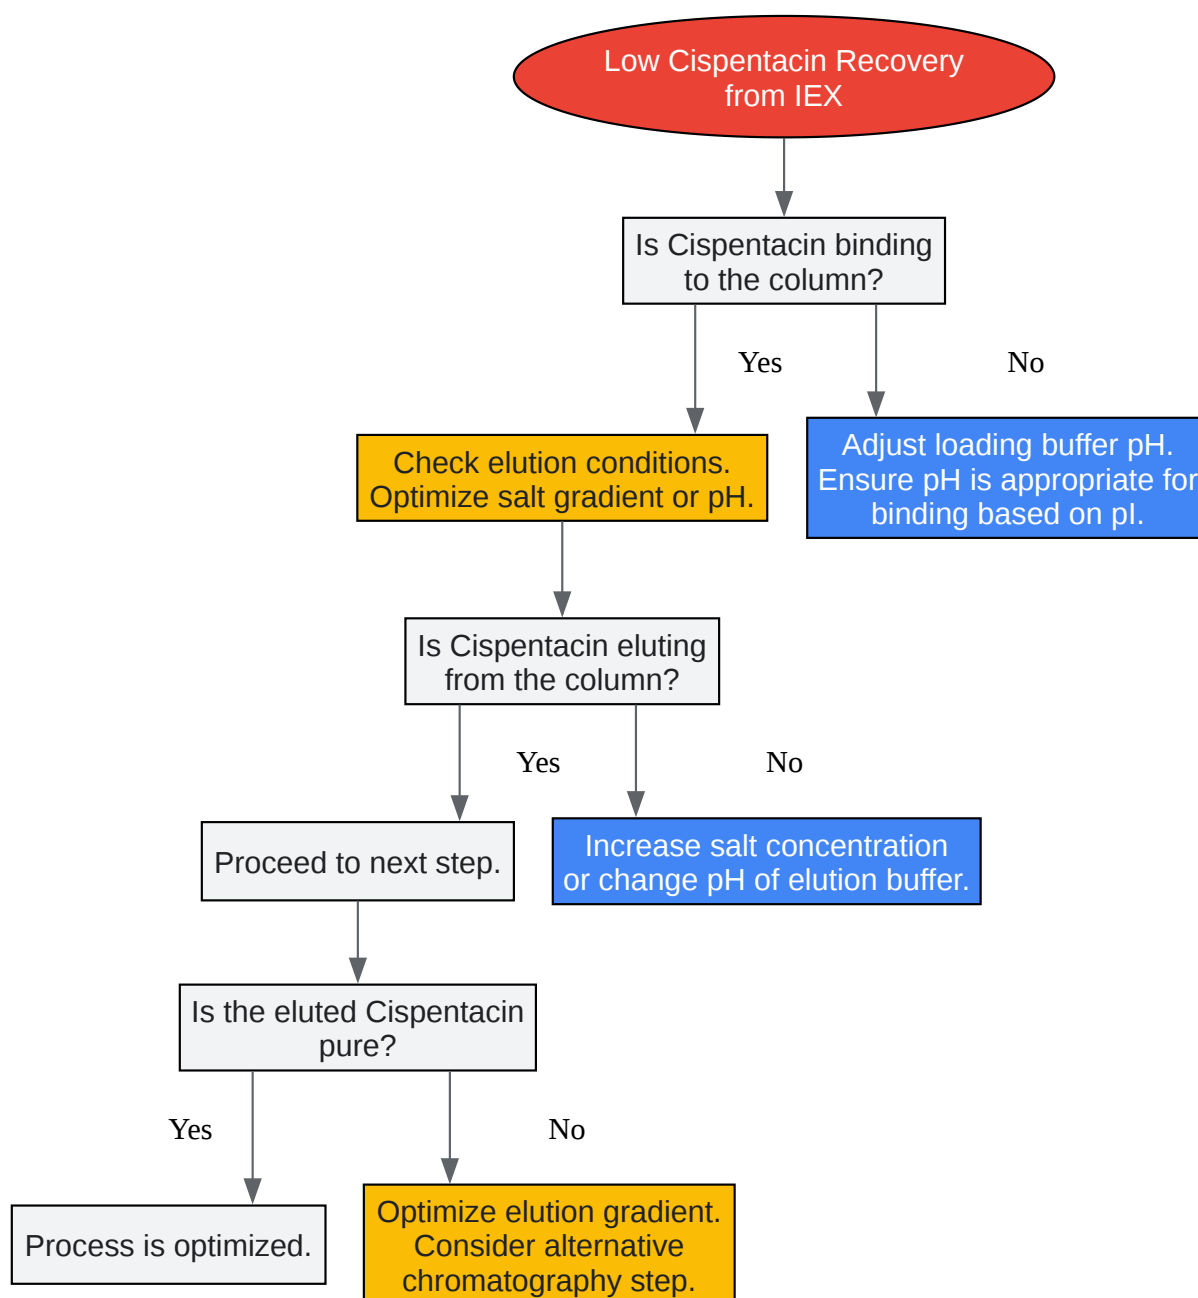 Low Cispentacin Recovery
from IEX
Is Cispentacin binding
to the column?
Yes
No
Adjust loading buffer pH.
Ensure pH is appropriate for
binding based on pI.
Check elution conditions.
Optimize salt gradient or pH.
Is Cispentacin eluting
from the column?
Yes
No
Proceed to next step.
Increase salt concentration
or change pH of elution buffer.
Is the eluted Cispentacin
pure?
Yes
No
Process is optimized.
Optimize elution gradient.
Consider alternative
chromatography step.